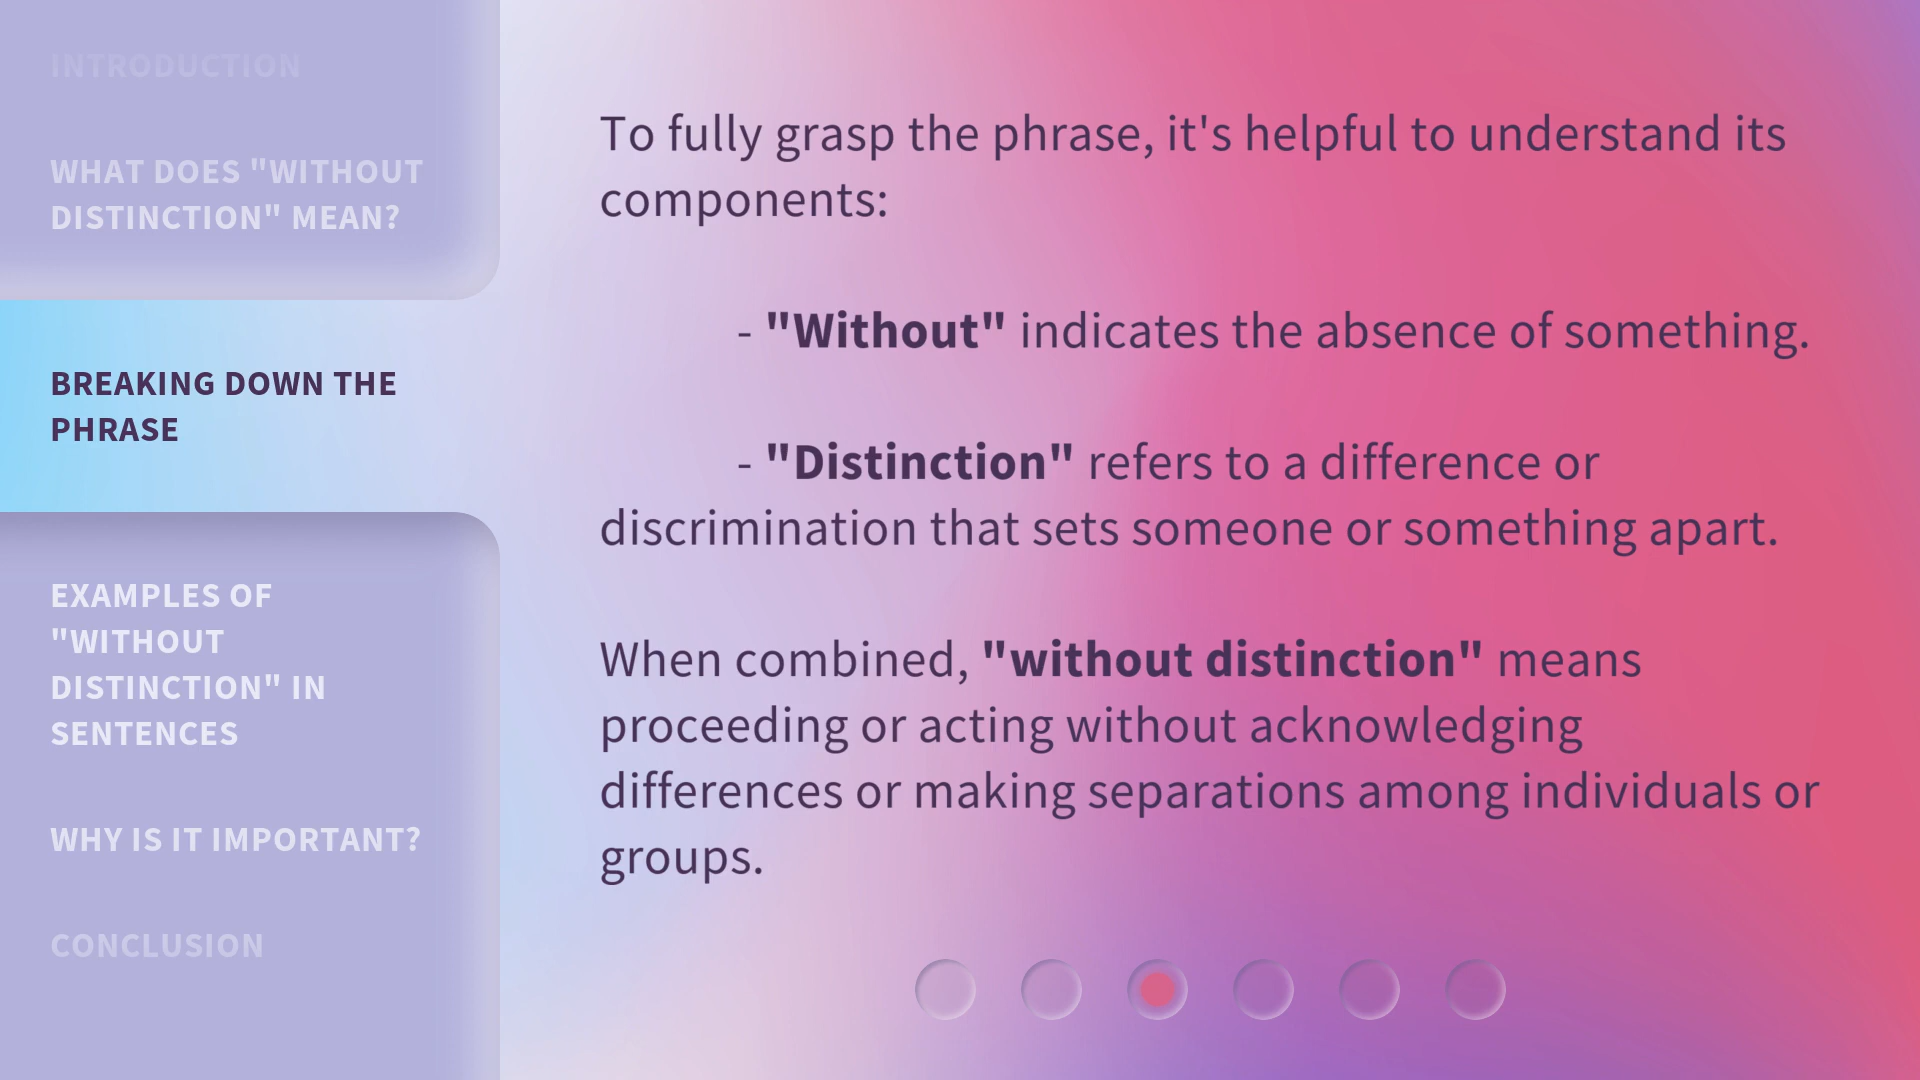 INTRODUCTION
WHAT DOES "WITHOUT
DISTINCTION" MEAN?
BREAKING DOWN THE
PHRASE
EXAMPLES OF
"WITHOUT
DISTINCTION" IN
SENTENCES
WHY IS IT IMPORTANT?
CONCLUSION
To fully grasp the phrase, it's helpful to understand its
components:
- "Without" indicates the absence of something.
- "Distinction" refers to a difference or
discrimination that sets someone or something apart.
When combined, "without distinction" means
proceeding or acting without acknowledging
differences or making separations among individuals or
groups.